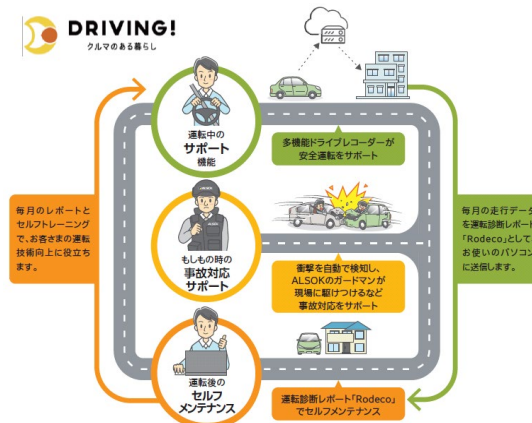 DRIVING!
クルマのある暮らし
運転中の
サポート
機能
多機能ドライブレコーダーが
安全運転をサポート
毎月のレポートと
セルフトレーニング
で、お客さまの運転
技術向上に役立ち
ます。
もしもの時の
事故対応
サポート
衝撃を自動で検知し、
ALSOKのガードマンが
現場に駆けつけるなど
事故対応をサポート
毎月の走行データ
を運転診断レポート
「Rodeco」として
お使いのパソコン
に送信します。
運転後の
セルフ
メンテナンス
運転診断レポート「Rodeco」
でセルフメンテナンス